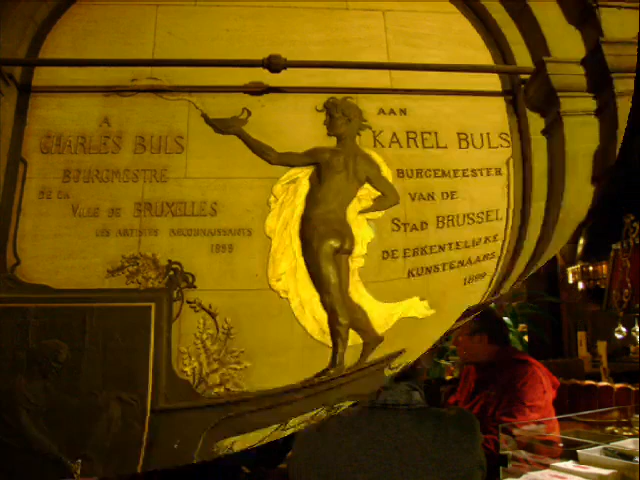 A
CHARLES BULS
BOURGMESTRE
DE LA
VILLE DE BRUXELLES
LES ARTISTES RECONNAISSANTS
1899
AAN
KAREL BULS
BURGEMEESTER
VAN DE
STAD BRUSSEL
DE ERKENTELIJKE
KUNSTENAARS
1899